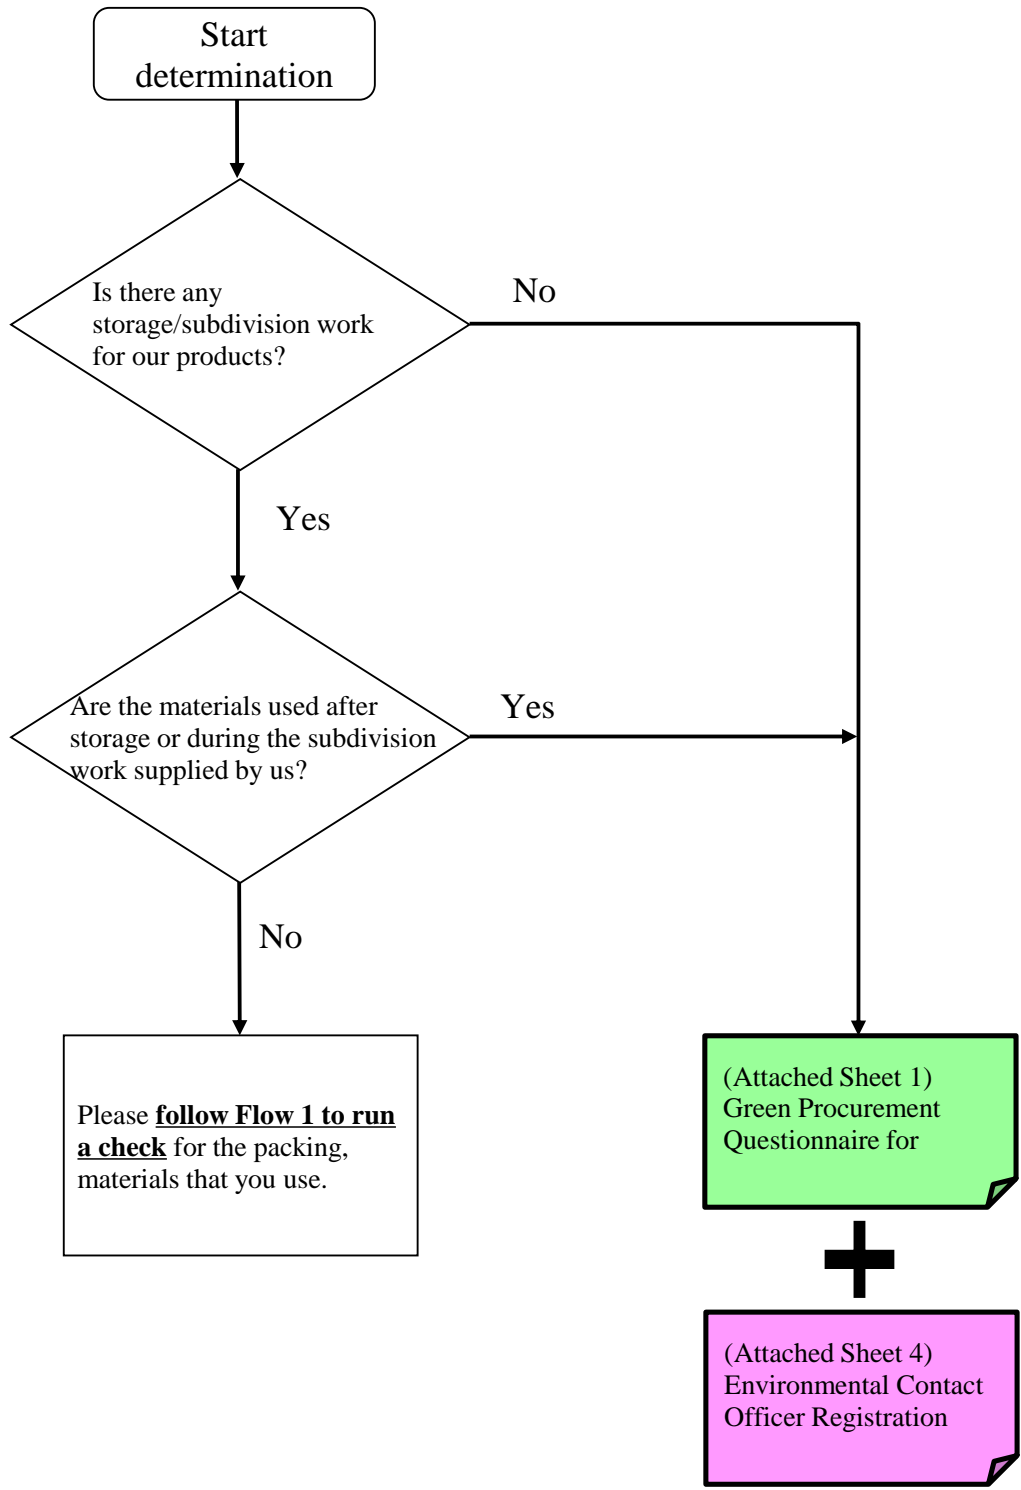 Start
determination
Is there any
storage/subdivision work
for our products?
No
Yes
Are the materials used after
storage or during the subdivision
work supplied by us?
Yes
No
Please follow Flow 1 to run
a check for the packing,
materials that you use.
(Attached Sheet 1)
Green Procurement
Questionnaire for
(Attached Sheet 4)
Environmental Contact
Officer Registration